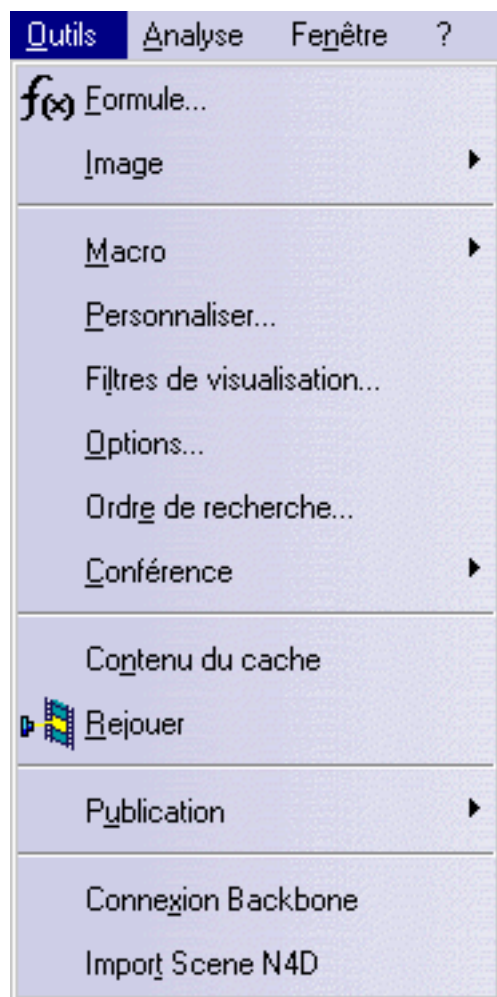 Outils Analyse Fenêtre ?
f(x) Formule...
Image
Macro
Personnaliser...
Filtres de visualisation...
Options...
Ordre de recherche...
Conférence
Contenu du cache
Rejouer
Publication
Connexion Backbone
Import Scene N4D